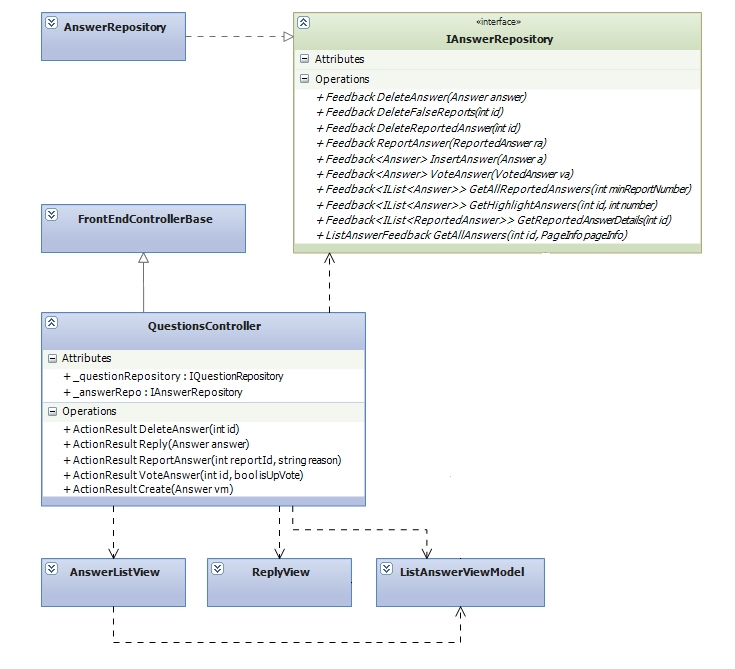 AnswerRepository
«interface»
IAnswerRepository
Attributes
Operations
+ Feedback DeleteAnswer(Answer answer)
+ Feedback DeleteFalseReports(int id)
+ Feedback DeleteReportedAnswer(int id)
+ Feedback ReportAnswer(ReportedAnswer ra)
+ Feedback<Answer> InsertAnswer(Answer a)
+ Feedback<Answer> VoteAnswer(VotedAnswer va)
+ Feedback<IList<Answer>> GetAllReportedAnswers(int minReportNumber)
+ Feedback<IList<Answer>> GetHighlightAnswers(int id, int number)
+ Feedback<IList<ReportedAnswer>> GetReportedAnswerDetails(int id)
+ ListAnswerFeedback GetAllAnswers(int id, PageInfo pageInfo)
FrontEndControllerBase
QuestionsController
Attributes
+ _questionRepository : IQuestionRepository
+ _answerRepo : IAnswerRepository
Operations
+ ActionResult DeleteAnswer(int id)
+ ActionResult Reply(Answer answer)
+ ActionResult ReportAnswer(int reportId, string reason)
+ ActionResult VoteAnswer(int id, bool isUpVote)
+ ActionResult Create(Answer vm)
AnswerListView
ReplyView
ListAnswerViewModel